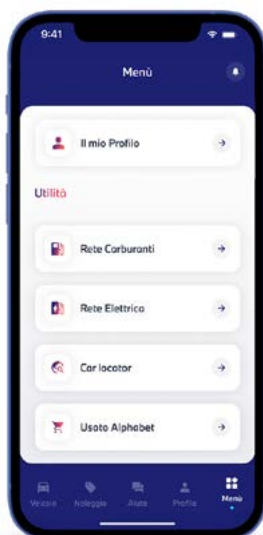 9:41
Menù
Il mio Profilo
Utilità
Rete Carburanti
Rete Elettrica
Car locator
Usato Alphabet
Veicolo
Noleggio
Aiuto
Profilo
Menù